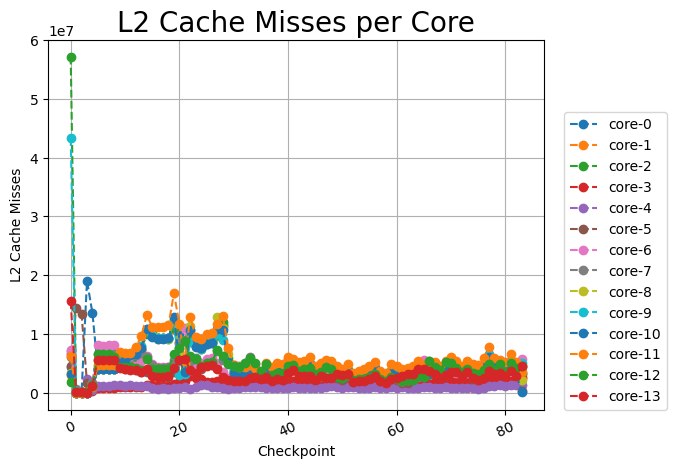 L2 Cache Misses per Core
1e7
6
5
4
3
2
1
0
L2 Cache Misses
0 20 40 60 80
Checkpoint
core-0
core-1
core-2
core-3
core-4
core-5
core-6
core-7
core-8
core-9
core-10
core-11
core-12
core-13